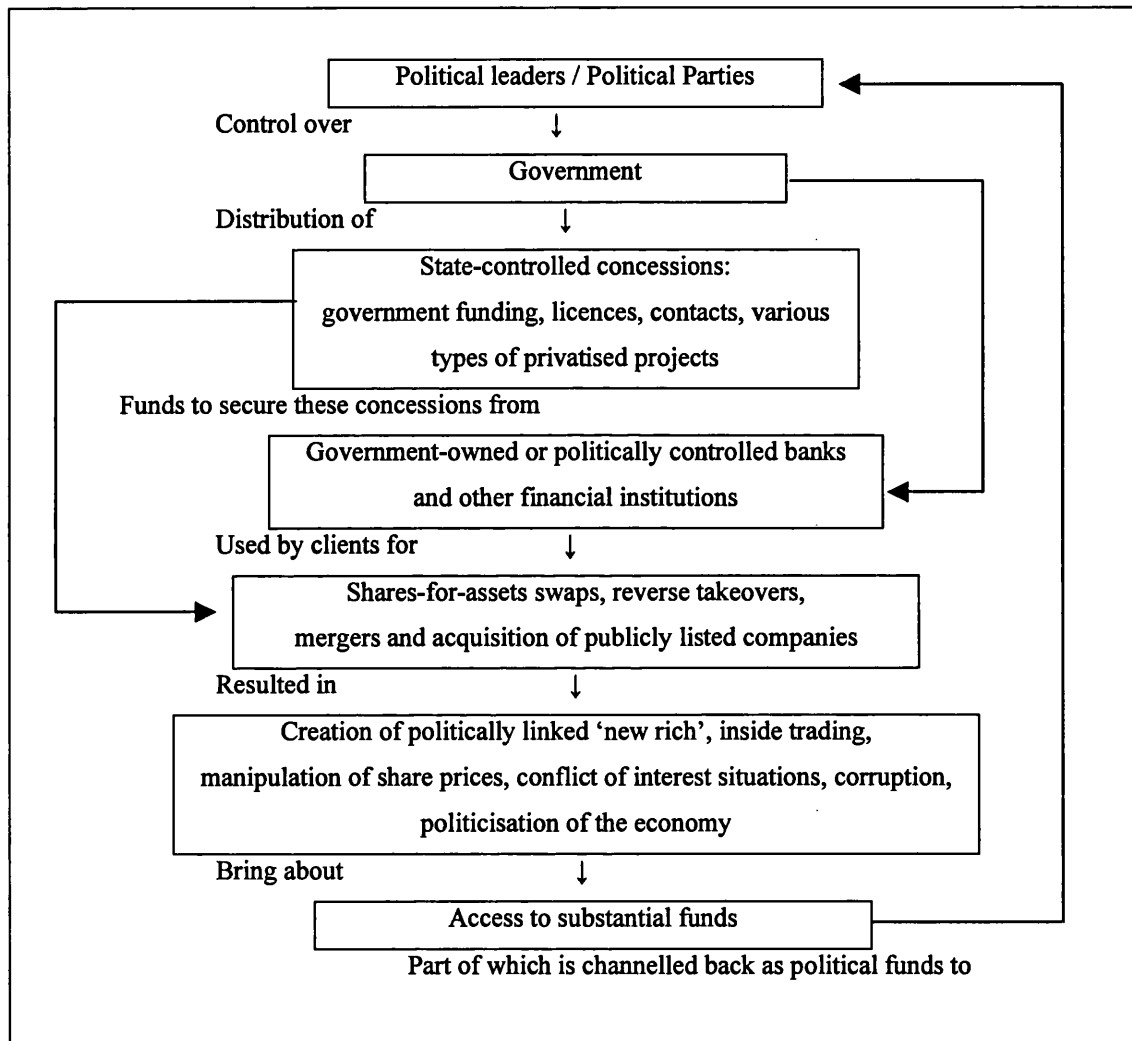 Political leaders / Political Parties
Control over
↓
Government
Distribution of
↓
State-controlled concessions:
government funding, licences, contacts, various
types of privatised projects
Funds to secure these concessions from
Government-owned or politically controlled banks
and other financial institutions
Used by clients for
↓
Shares-for-assets swaps, reverse takeovers,
mergers and acquisition of publicly listed companies
Resulted in
↓
Creation of politically linked ‘new rich’, inside trading,
manipulation of share prices, conflict of interest situations, corruption,
politicisation of the economy
Bring about
↓
Access to substantial funds
Part of which is channelled back as political funds to